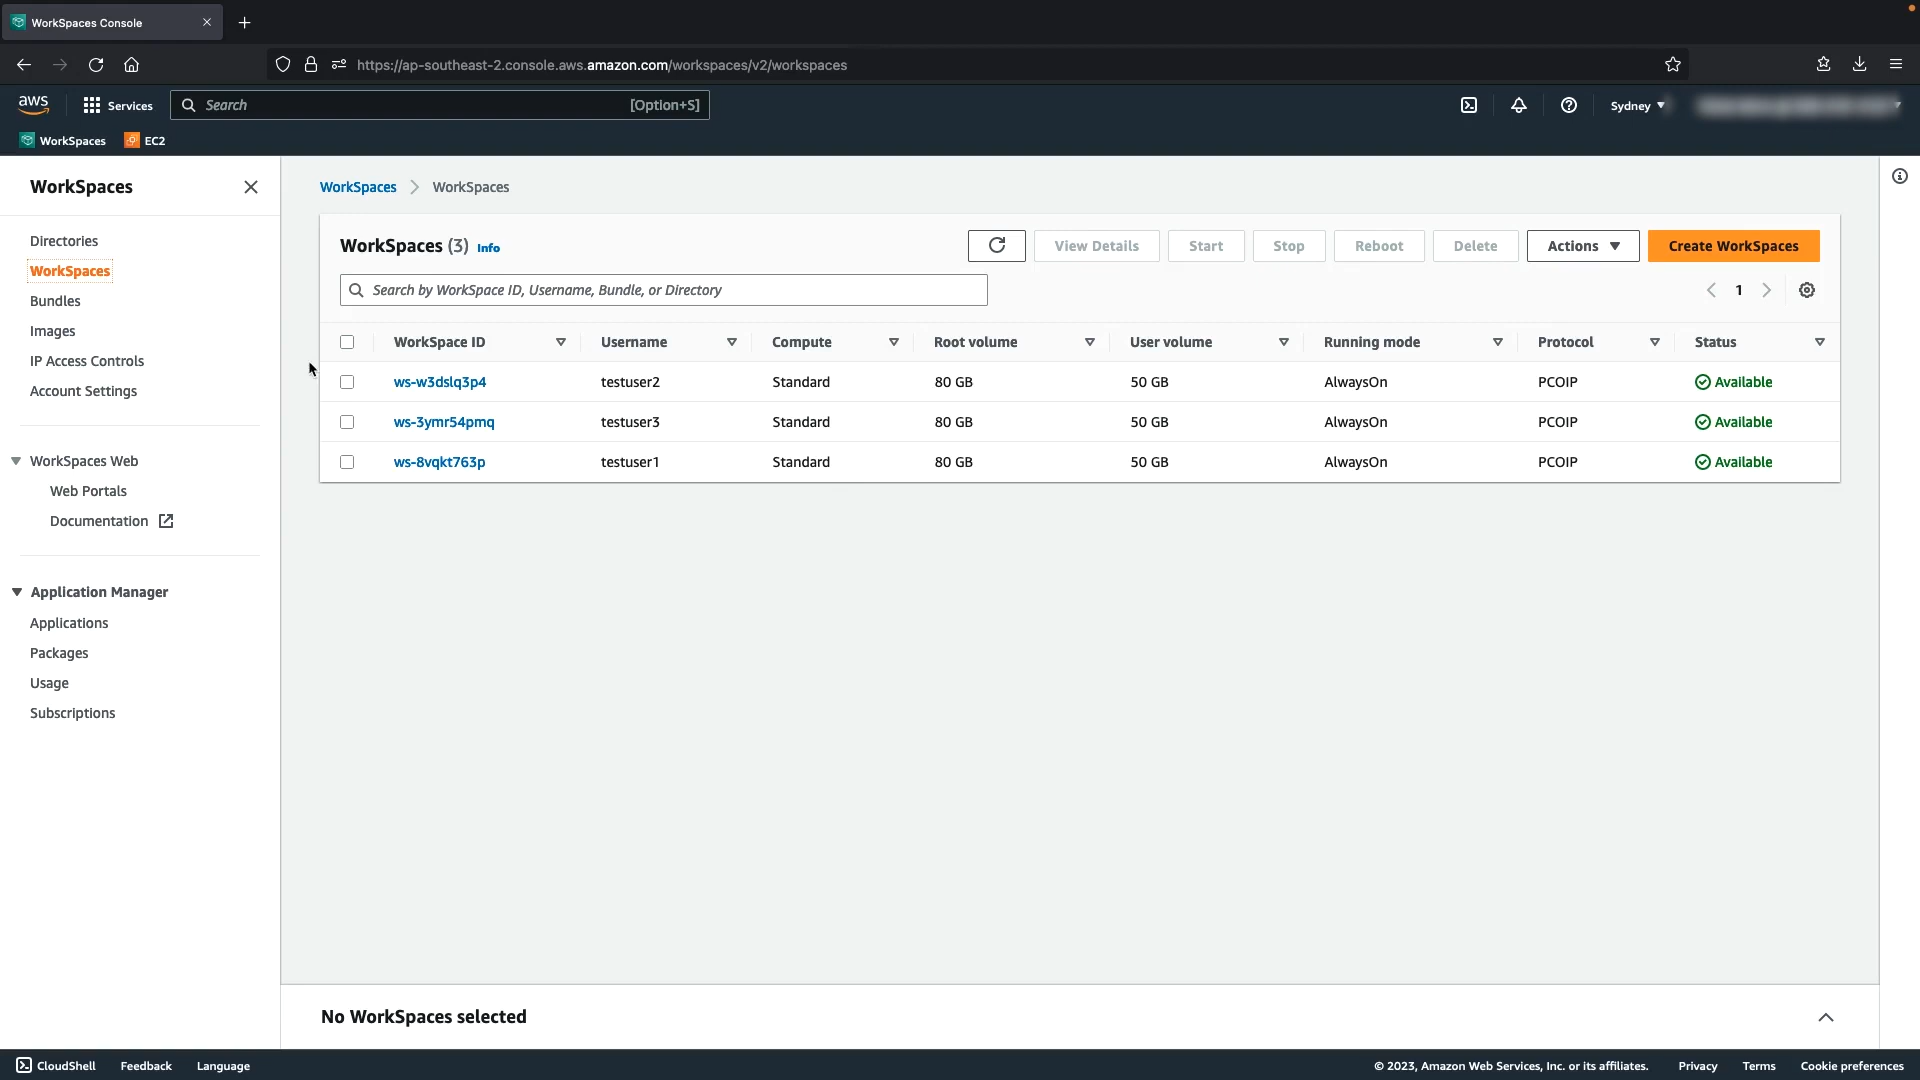 WorkSpaces Console
https://ap-southeast-2.console.aws.amazon.com/workspaces/v2/workspaces
aws Services Search [Option+S] Sydney
WorkSpaces EC2
WorkSpaces
Directories
WorkSpaces
Bundles
Images
IP Access Controls
Account Settings
WorkSpaces Web
Web Portals
Documentation
Application Manager
Applications
Packages
Usage
Subscriptions
WorkSpaces WorkSpaces
WorkSpaces (3) Info View Details Start Stop Reboot Delete Actions Create WorkSpaces
Search by WorkSpace ID, Username, Bundle, or Directory 1
WorkSpace ID Username Compute Root volume User volume Running mode Protocol Status
ws-w3dslq3p4 testuser2 Standard 80 GB 50 GB AlwaysOn PCOIP Available
ws-3ymr54pmq testuser3 Standard 80 GB 50 GB AlwaysOn PCOIP Available
ws-8vqkt763p testuser1 Standard 80 GB 50 GB AlwaysOn PCOIP Available
No WorkSpaces selected
CloudShell Feedback Language © 2023, Amazon Web Services, Inc. or its affiliates. Privacy Terms Cookie preferences